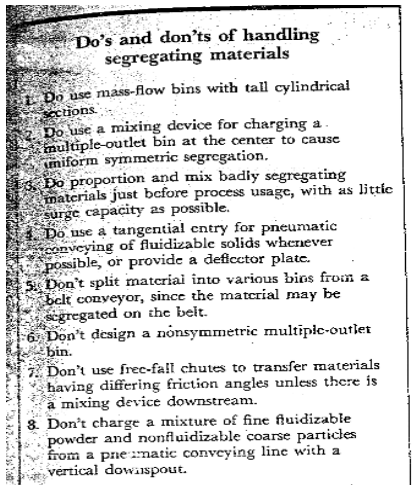 Do's and don'ts of handling
segregating materials
1. Do use mass-flow bins with tall cylindrical
sections.
2. Do use a mixing device for charging a
multiple-outlet bin at the center to cause
uniform symmetric segregation.
3. Do proportion and mix badly segregating
materials just before process usage, with as little
surge capacity as possible.
4. Do use a tangential entry for pneumatic
conveying of fluidizable solids whenever
possible, or provide a deflector plate.
5. Don't split material into various bins from a
belt conveyor, since the material may be
segregated on the belt.
6. Don't design a nonsymmetric multiple-outlet
bin.
7. Don't use free-fall chutes to transfer materials
having differing friction angles unless there is
a mixing device downstream.
8. Don't charge a mixture of fine fluidizable
powder and nonfluidizable coarse particles
from a pneumatic conveying line with a
vertical downspout.